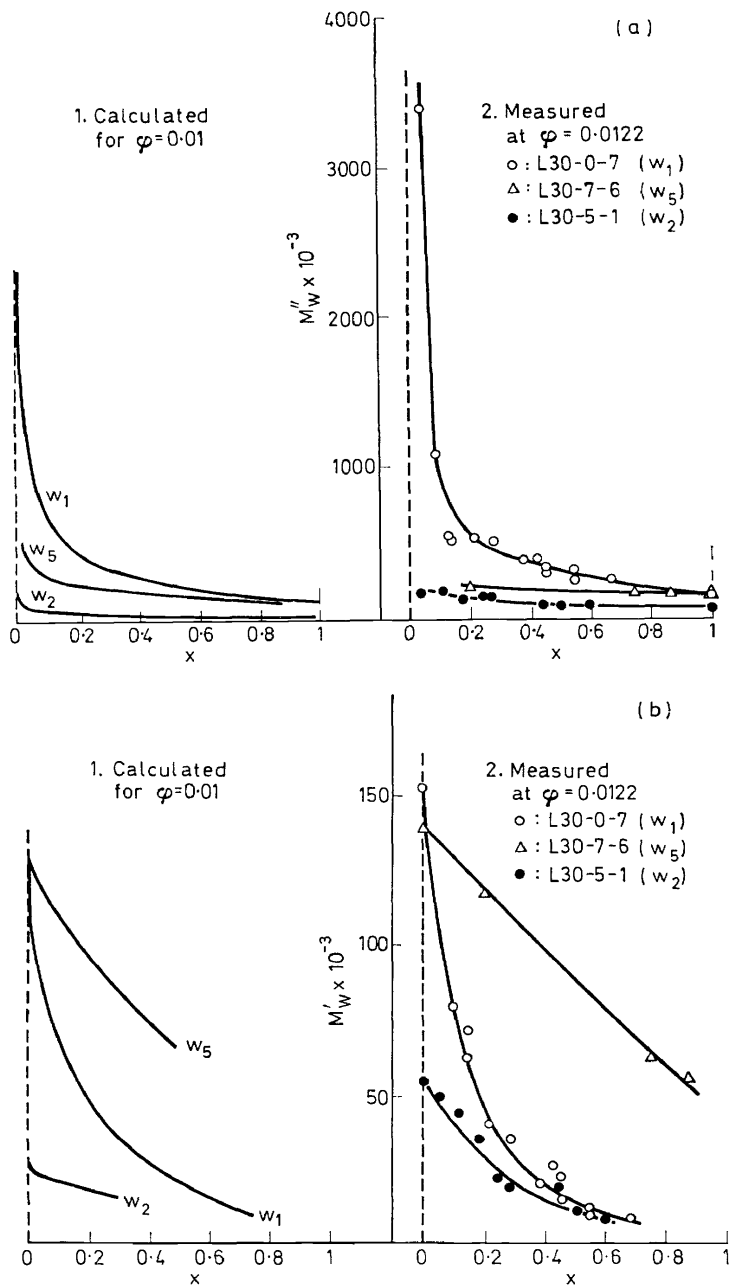 (a)
1. Calculated
for φ=0·01
w₁
w₅
w₂
0 0·2 0·4 0·6 0·8 1
x
4000
3000
2000
1000
M″w x 10⁻³
2. Measured
at φ = 0·0122
○ : L30-0-7 (w₁)
△ : L30-7-6 (w₅)
● : L30-5-1 (w₂)
0 0·2 0·4 0·6 0·8 1
x
(b)
1. Calculated
for φ=0·01
w₅
w₂
w₁
0 0·2 0·4 0·6 0·8 1
x
150
100
50
M′w x 10⁻³
2. Measured
at φ = 0·0122
○ : L30-0-7 (w₁)
△ : L30-7-6 (w₅)
● : L30-5-1 (w₂)
0 0·2 0·4 0·6 0·8 1
x